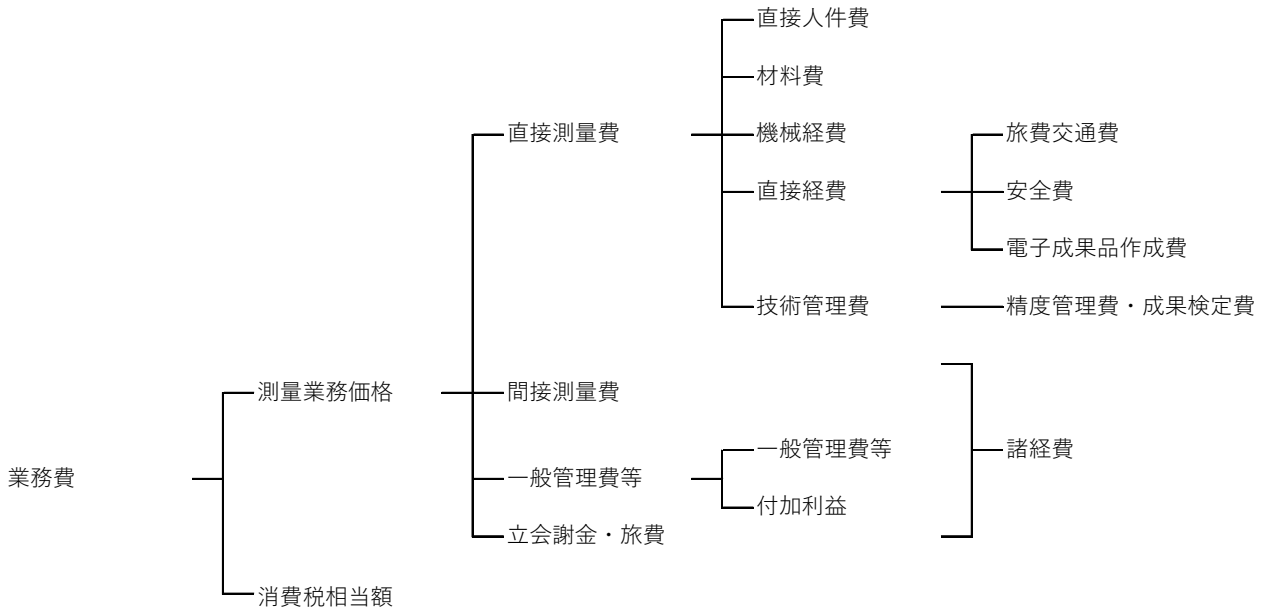 直接人件費
材料費
直接測量費 機械経費 旅費交通費
直接経費 安全費
電子成果品作成費
技術管理費 精度管理費・成果検定費
測量業務価格 間接測量費
一般管理費等 諸経費
業務費 一般管理費等
付加利益
立会謝金・旅費
消費税相当額